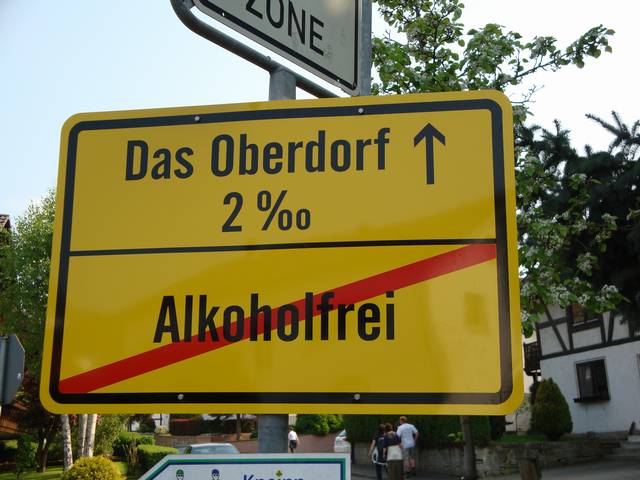 ZONE
Das Oberdorf ↑
2 ‰
Alkoholfrei